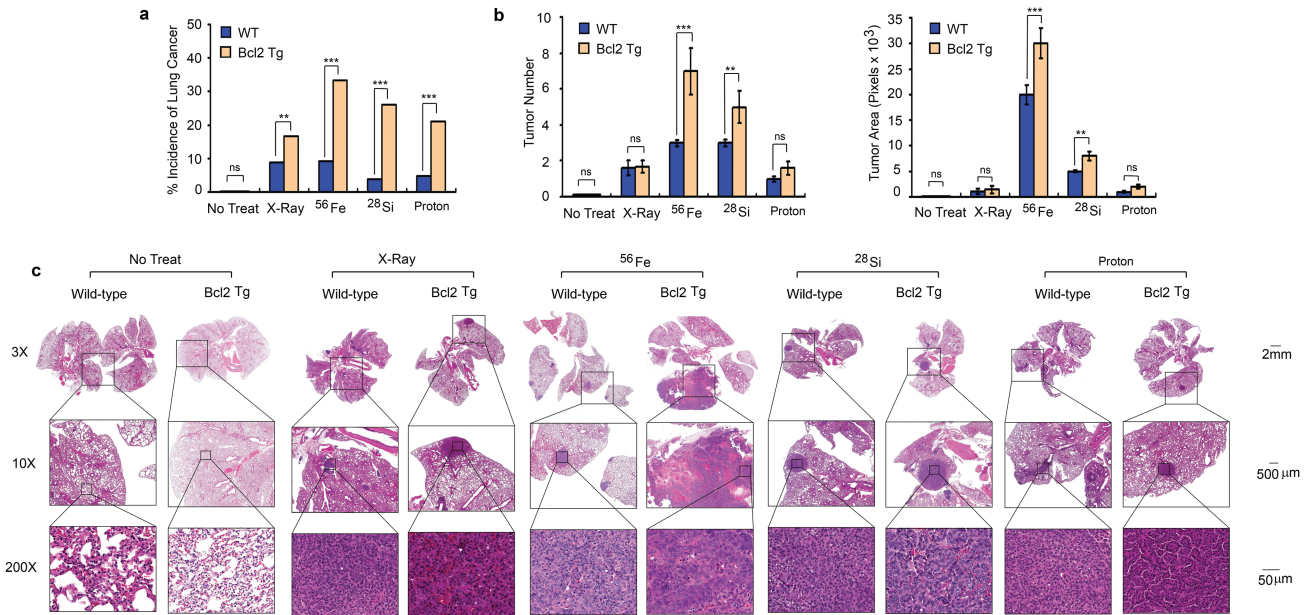 a
% Incidence of Lung Cancer
50
40
30
20
10
0
WT
Bcl2 Tg
ns
**
***
***
***
No Treat X-Ray ⁵⁶Fe ²⁸Si Proton
b
Tumor Number
10
8
6
4
2
0
WT
Bcl2 Tg
ns
ns
***
**
ns
No Treat X-Ray ⁵⁶Fe ²⁸Si Proton
Tumor Area (Pixels x 10³)
35
30
25
20
15
10
5
0
WT
Bcl2 Tg
ns
ns
***
**
ns
No Treat X-Ray ⁵⁶Fe ²⁸Si Proton
c
No Treat X-Ray ⁵⁶Fe ²⁸Si Proton
Wild-type Bcl2 Tg Wild-type Bcl2 Tg Wild-type Bcl2 Tg Wild-type Bcl2 Tg Wild-type Bcl2 Tg
3X
2mm
10X
500 µm
200X
50µm